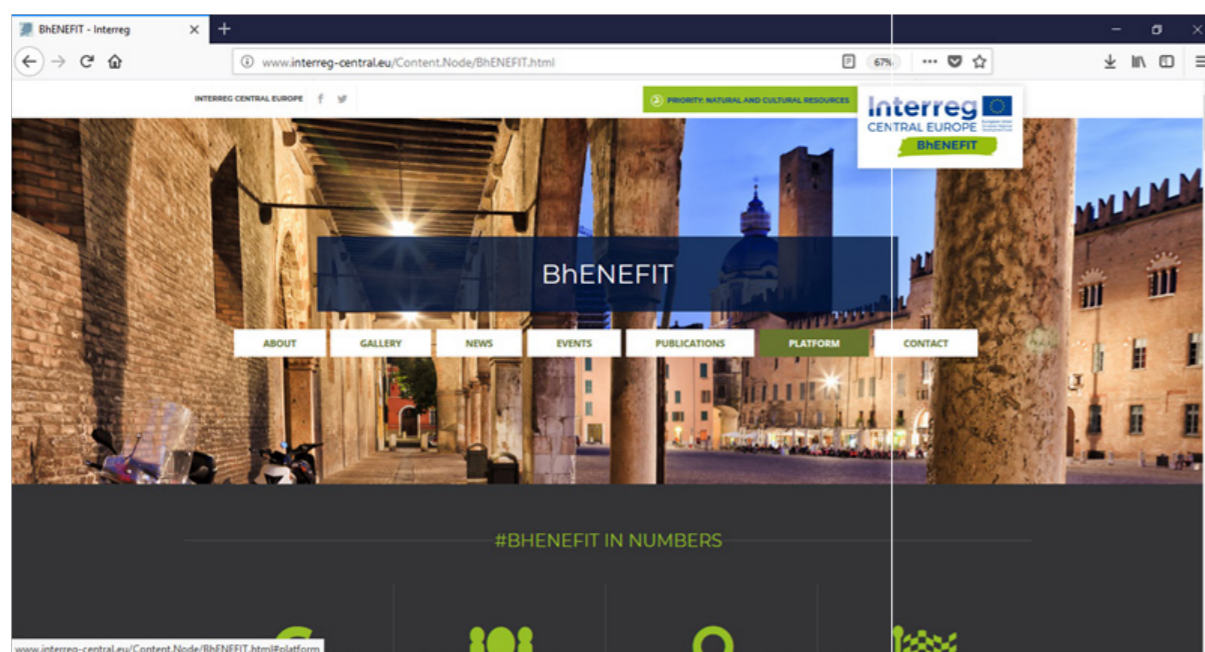 BhENEFIT - Interreg
www.interreg-central.eu/Content.Node/BhENEFIT.html
67%
INTERREG CENTRAL EUROPE
PRIORITY: NATURAL AND CULTURAL RESOURCES
Interreg
CENTRAL EUROPE
BhENEFIT
BhENEFIT
ABOUT GALLERY NEWS EVENTS PUBLICATIONS PLATFORM CONTACT
#BHENEFIT IN NUMBERS
www.interreg-central.eu/Content.Node/BhENEFIT.html#platform